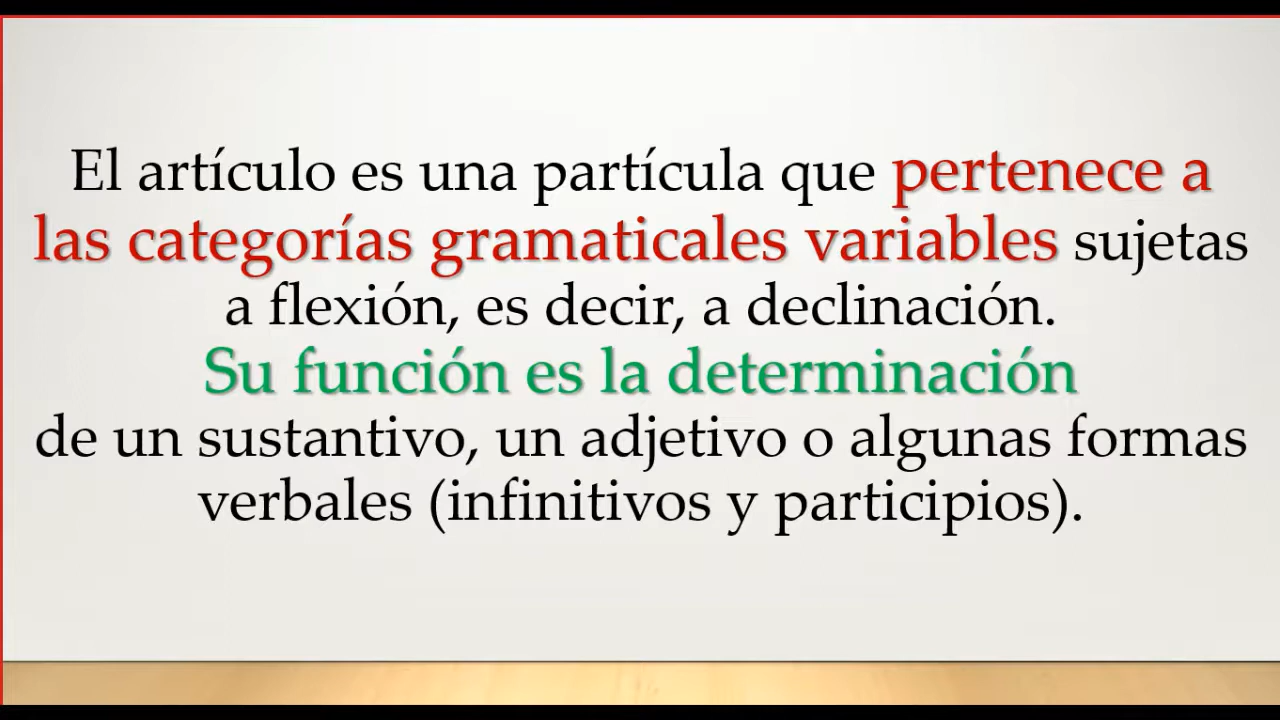 El artículo es una partícula que pertenece a
las categorías gramaticales variables sujetas
a flexión, es decir, a declinación.
Su función es la determinación
de un sustantivo, un adjetivo o algunas formas
verbales (infinitivos y participios).